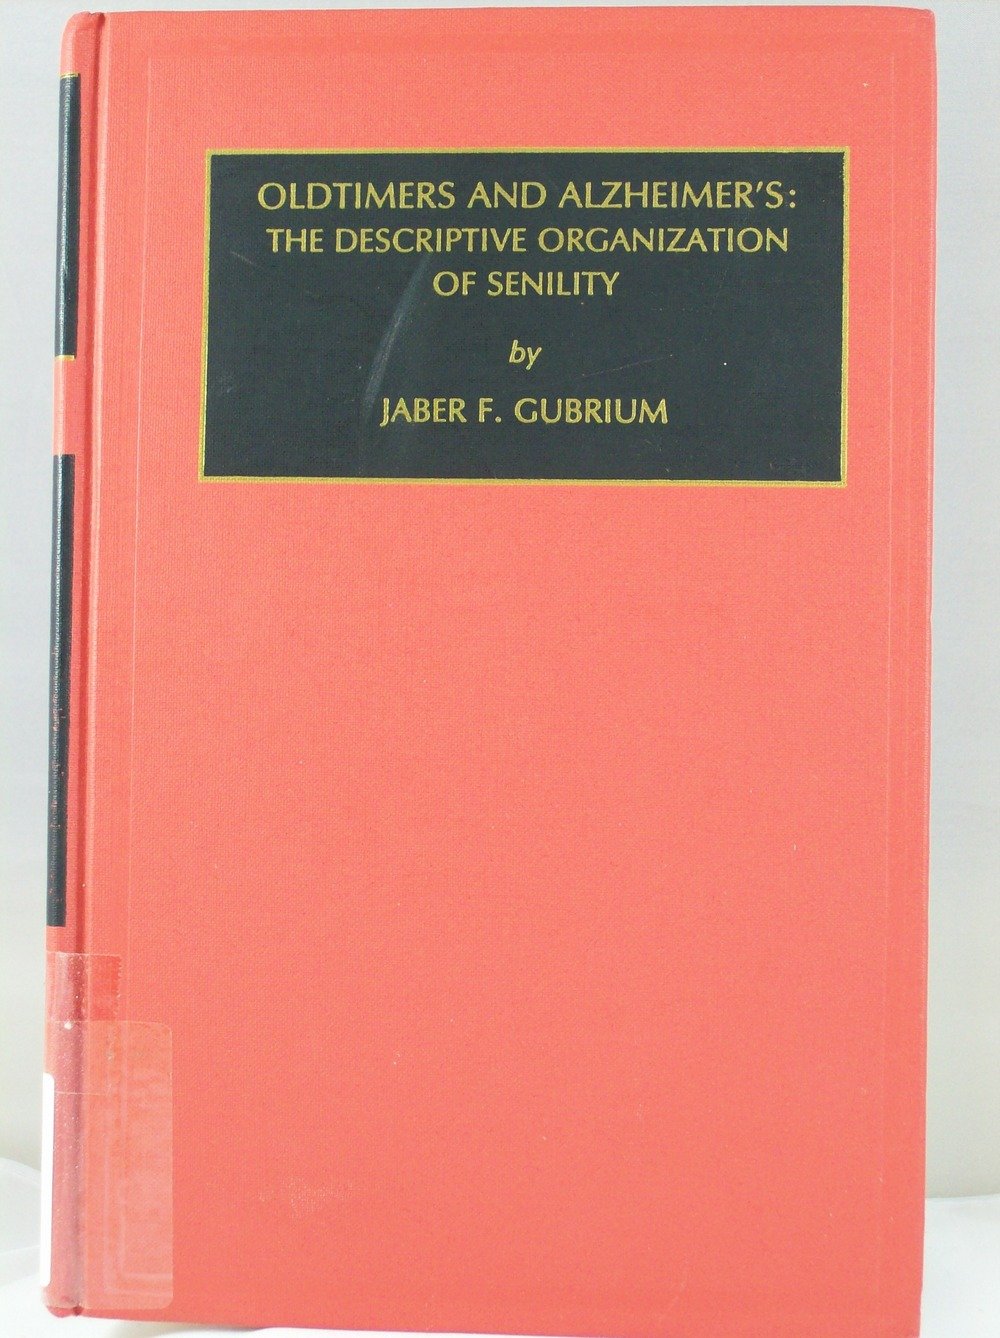 OLDTIMERS AND ALZHEIMER'S:
THE DESCRIPTIVE ORGANIZATION
OF SENILITY
by
JABER F. GUBRIUM